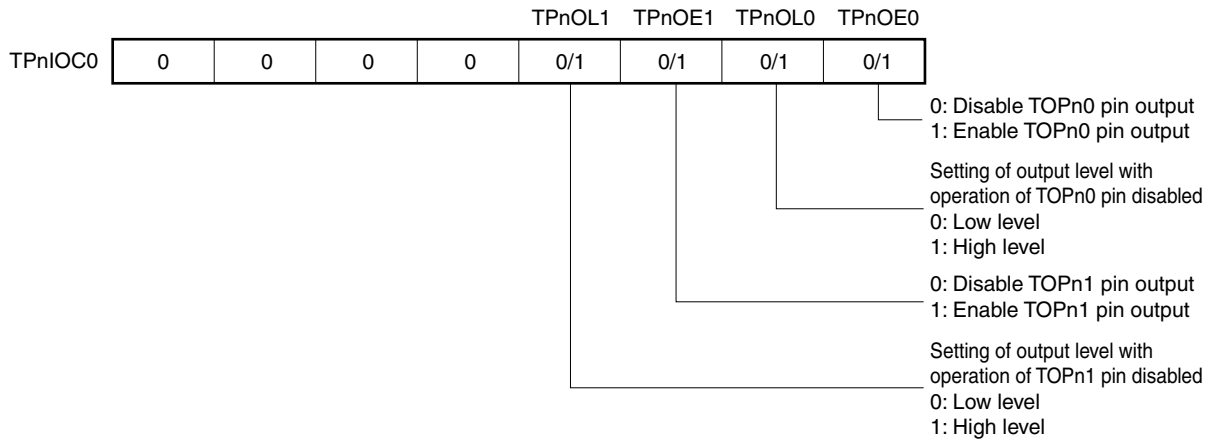 TPnOL1 TPnOE1 TPnOL0 TPnOE0
TPnIOC0 0 0 0 0 0/1 0/1 0/1 0/1
0: Disable TOPn0 pin output
1: Enable TOPn0 pin output
Setting of output level with
operation of TOPn0 pin disabled
0: Low level
1: High level
0: Disable TOPn1 pin output
1: Enable TOPn1 pin output
Setting of output level with
operation of TOPn1 pin disabled
0: Low level
1: High level